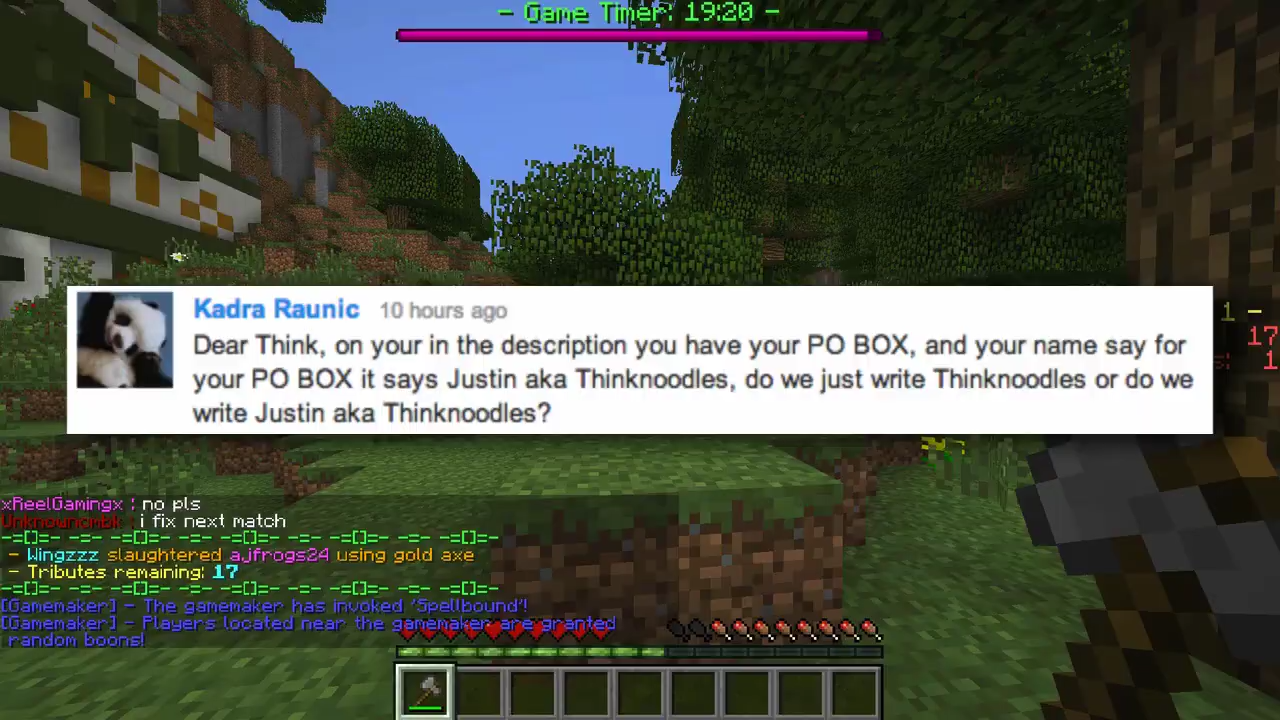 - Game Timer: 19:20 -
Kadra Raunic 10 hours ago
Dear Think, on your in the description you have your PO BOX, and your name say for
your PO BOX it says Justin aka Thinknoodles, do we just write Thinknoodles or do we
write Justin aka Thinknoodles?
1 -
17
1
xReelGamingx : no pls
Unknowncmbk : i fix next match
-=[]=- -=- -=[]=- -=- -=[]=- -=- -=[]=-
- Wingzzz slaughtered ajfrogs24 using gold axe
- Tributes remaining: 17
-=[]=- -=- -=[]=- -=- -=[]=- -=- -=[]=-
[Gamemaker] - The gamemaker has invoked 'Spellbound'!
[Gamemaker] - Players located near the gamemaker are granted
random boons!